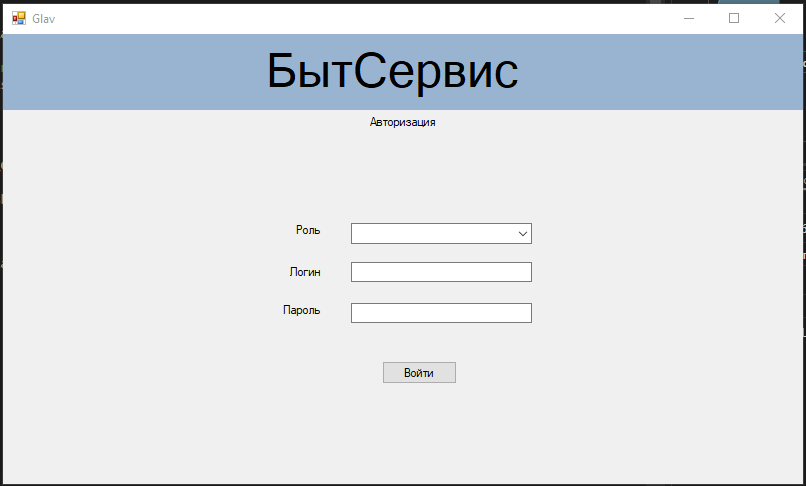 Glav
БытСервис
Авторизация
Роль
Логин
Пароль
Войти